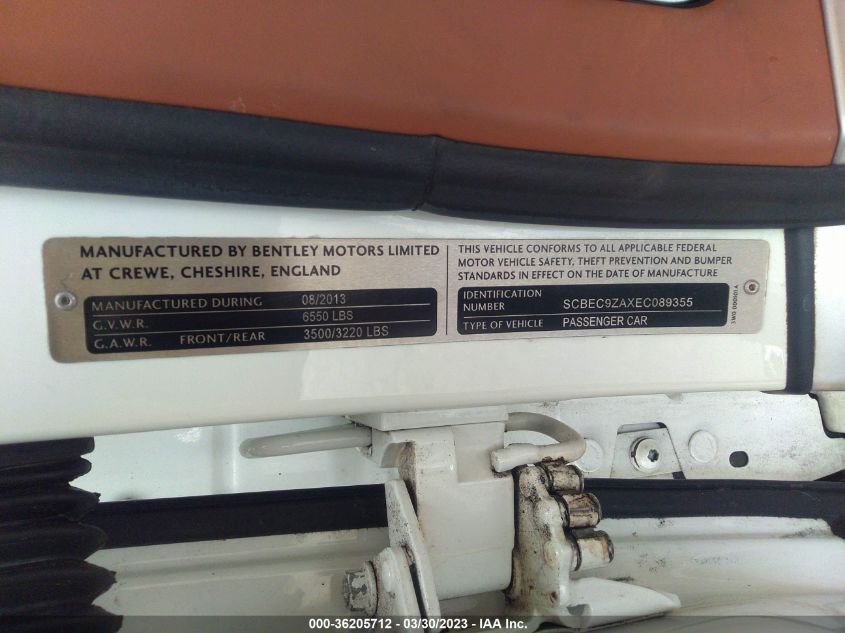 MANUFACTURED BY BENTLEY MOTORS LIMITED
AT CREWE, CHESHIRE, ENGLAND
MANUFACTURED DURING 08/2013
G.V.W.R. 6550 LBS
G.A.W.R. FRONT/REAR 3500/3220 LBS
THIS VEHICLE CONFORMS TO ALL APPLICABLE FEDERAL
MOTOR VEHICLE SAFETY, THEFT PREVENTION AND BUMPER
STANDARDS IN EFFECT ON THE DATE OF MANUFACTURE
IDENTIFICATION
NUMBER SCBEC9ZAXEC089355
TYPE OF VEHICLE PASSENGER CAR
3W0 000601A
000-36205712 - 03/30/2023 - IAA Inc.